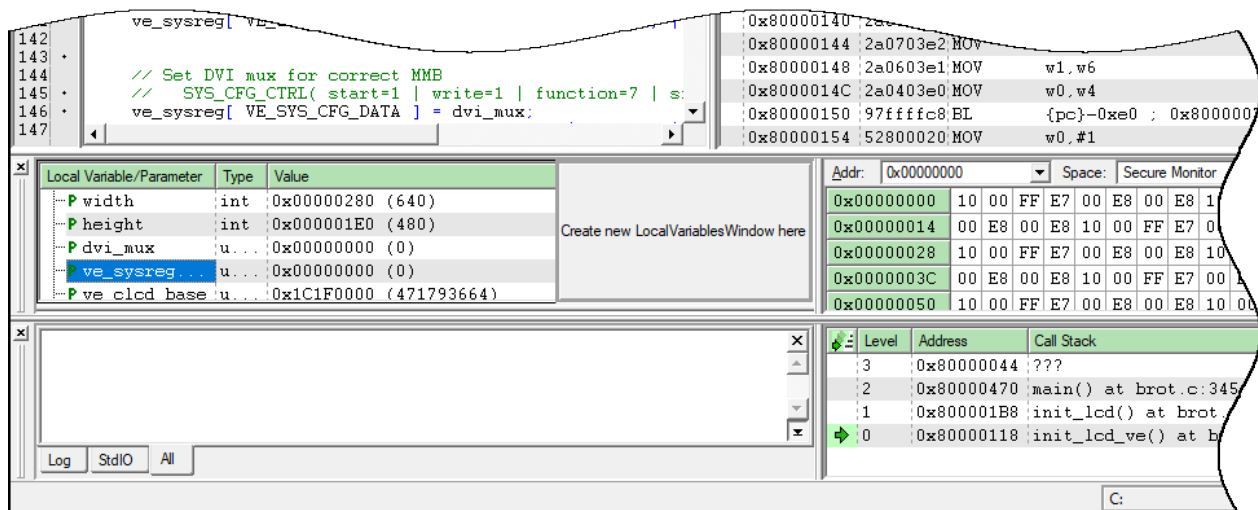 ve_sysreg[
142
143
144 // Set DVI mux for correct MMB
145 // SYS_CFG_CTRL( start=1 | write=1 | function=7 |
146 ve_sysreg[ VE_SYS_CFG_DATA ] = dvi_mux;
147
0x80000140
0x80000144 2a0703e2 MOV
0x80000148 2a0603e1 MOV w1,w6
0x8000014C 2a0403e0 MOV w0,w4
0x80000150 97ffffc8 BL {pc}-0xe0 ;
0x80000154 52800020 MOV w0,#1
Local Variable/Parameter Type Value
P width int 0x00000280 (640)
P height int 0x000001E0 (480)
P dvi_mux u... 0x00000000 (0)
P ve_sysreg... u... 0x00000000 (0)
P ve_clcd_base u... 0x1C1F0000 (471793664)
Create new LocalVariablesWindow here
Addr: 0x00000000 Space: Secure Monitor
0x00000000 10 00 FF E7 00 E8 00 E8
0x00000014 00 E8 00 E8 10 00 FF E7
0x00000028 10 00 FF E7 00 E8 00 E8 10
0x0000003C 00 E8 00 E8 10 00 FF E7 00
0x00000050 10 00 FF E7 00 E8 00 E8 10
Log StdIO All
Level Address Call Stack
3 0x80000044 ???
2 0x80000470 main() at brot.c:345
1 0x800001B8 init_lcd() at brot.
0 0x80000118 init_lcd_ve() at
C: